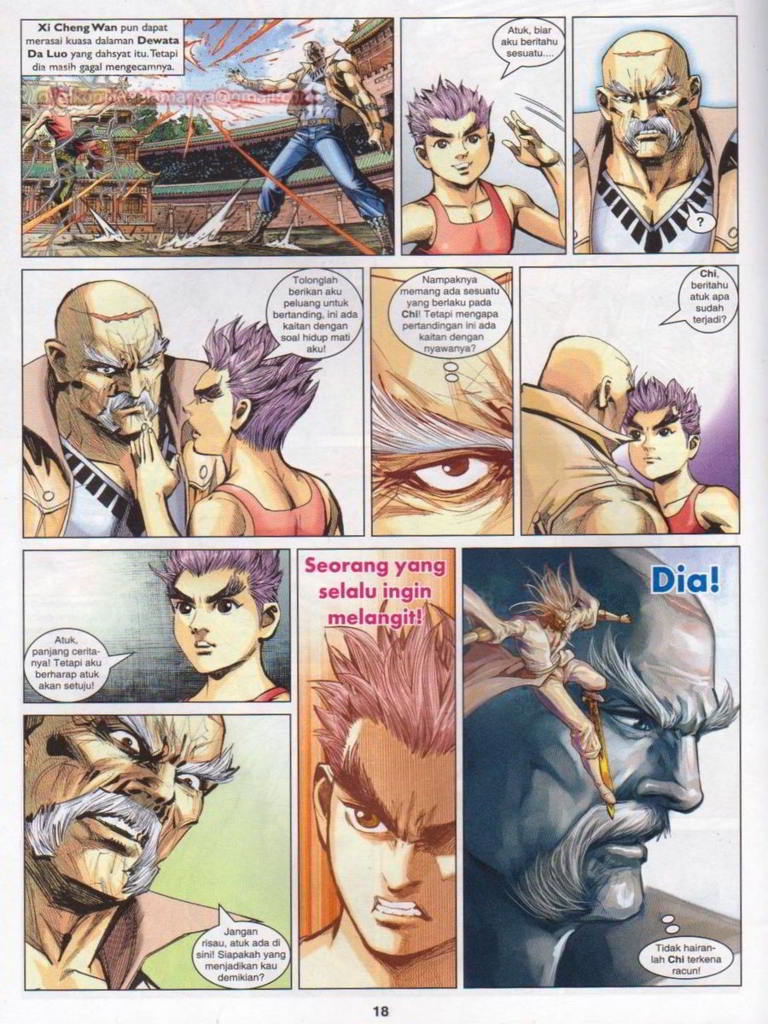 Xi Cheng Wan pun dapat
merasai kuasa dalaman Dewata
Da Luo yang dahsyat itu. Tetapi
dia masih gagal mengecamnya.
Atuk, biar
aku beritahu
sesuatu....
?
Tolonglah
berikan aku
peluang untuk
bertanding, ini ada
kaitan dengan
soal hidup mati
aku!
Nampaknya
memang ada sesuatu
yang berlaku pada
Chi! Tetapi mengapa
pertandingan ini ada
kaitan dengan
nyawanya?
Chi,
beritahu
atuk apa
sudah
terjadi?
Atuk,
panjang cerita-
nya! Tetapi aku
berharap atuk
akan setuju!
Jangan
risau, atuk ada di
sini! Siapakah yang
menjadikan kau
demikian?
Seorang yang
selalu ingin
melangit!
Dia!
Tidak hairan-
lah Chi terkena
racun!
18